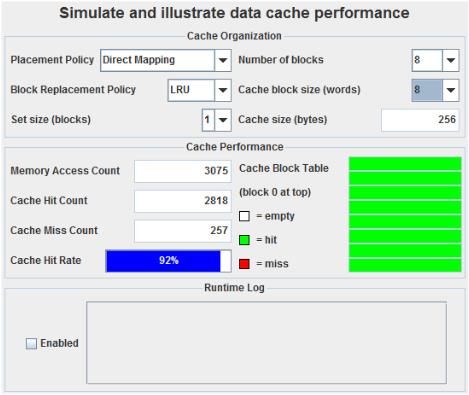 Simulate and illustrate data cache performance
Cache Organization
Placement Policy Direct Mapping Number of blocks 8
Block Replacement Policy LRU Cache block size (words) 8
Set size (blocks) 1 Cache size (bytes) 256
Cache Performance
Memory Access Count 3075 Cache Block Table
(block 0 at top)
Cache Hit Count 2818
= empty
Cache Miss Count 257
= hit
Cache Hit Rate 92%
= miss
Runtime Log
Enabled